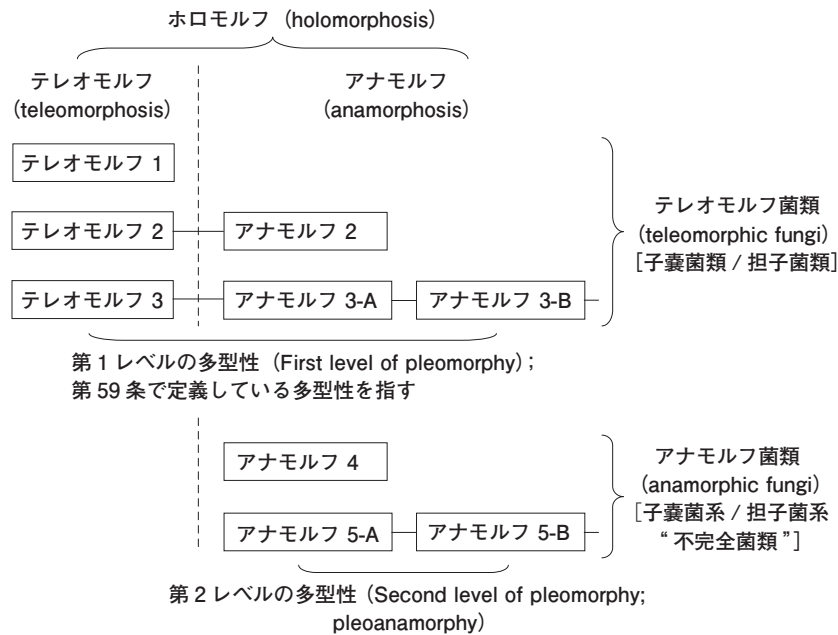 ホロモルフ (holomorphosis)
テレオモルフ
(teleomorphosis)
アナモルフ
(anamorphosis)
テレオモルフ 1
テレオモルフ 2
アナモルフ 2
テレオモルフ 3
アナモルフ 3-A
アナモルフ 3-B
テレオモルフ菌類
(teleomorphic fungi)
[子嚢菌類 / 担子菌類]
第 1 レベルの多型性 (First level of pleomorphy) ;
第 59 条で定義している多型性を指す
アナモルフ 4
アナモルフ 5-A
アナモルフ 5-B
アナモルフ菌類
(anamorphic fungi)
[子嚢菌系 / 担子菌系
“ 不完全菌類 ”]
第 2 レベルの多型性 (Second level of pleomorphy;
pleoanamorphy)